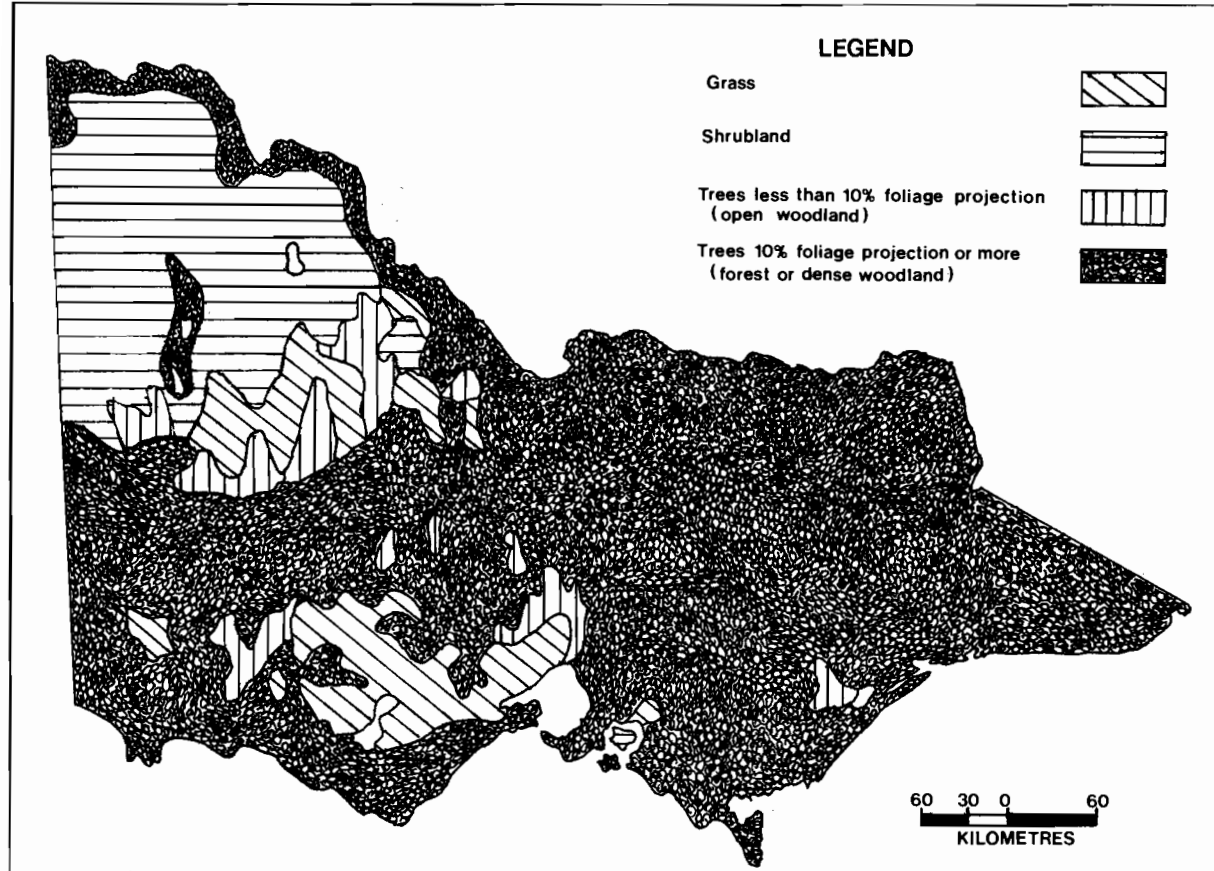 LEGEND
Grass
Shrubland
Trees less than 10% foliage projection
(open woodland)
Trees 10% foliage projection or more
(forest or dense woodland)
60 30 0 60
KILOMETRES